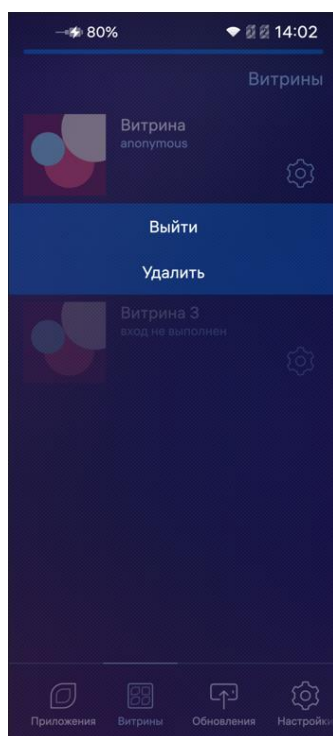 80%
14:02
Витрины
Витрина
anonymous
Выйти
Удалить
Витрина 3
вход не выполнен
Приложения Витрины Обновления Настройки